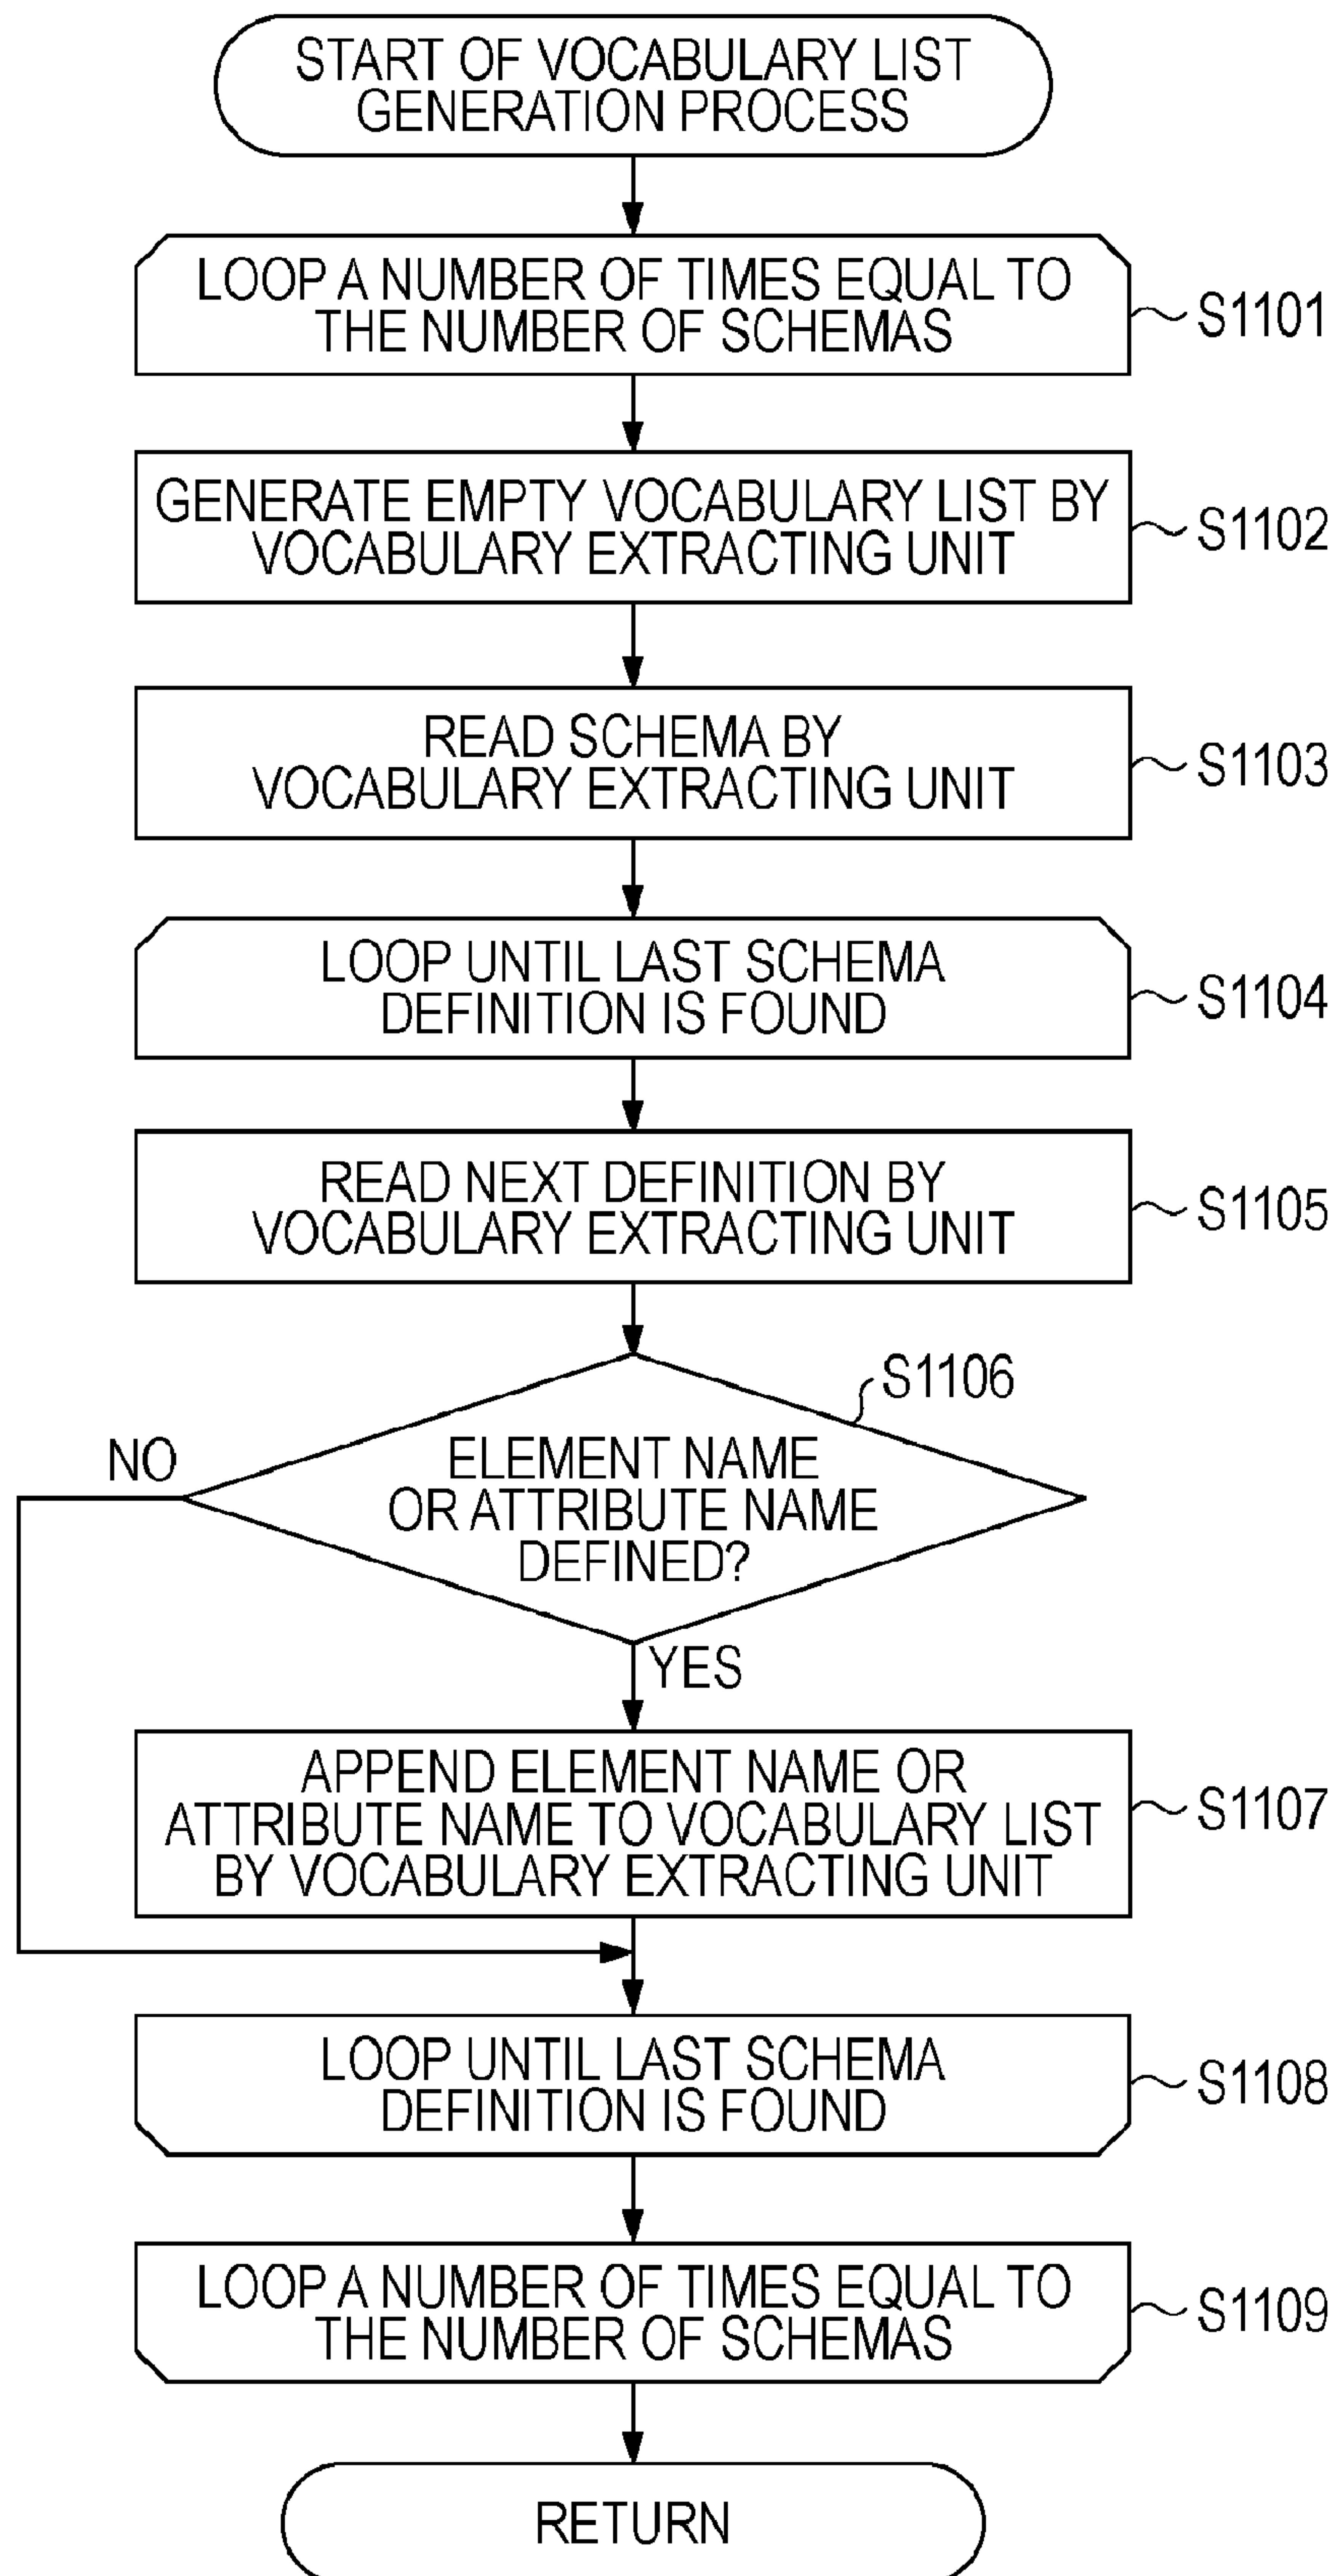 START OF VOCABULARY LIST
GENERATION PROCESS
LOOP A NUMBER OF TIMES EQUAL TO
THE NUMBER OF SCHEMAS
S1101
GENERATE EMPTY VOCABULARY LIST BY
VOCABULARY EXTRACTING UNIT
S1102
READ SCHEMA BY
VOCABULARY EXTRACTING UNIT
S1103
LOOP UNTIL LAST SCHEMA
DEFINITION IS FOUND
S1104
READ NEXT DEFINITION BY
VOCABULARY EXTRACTING UNIT
S1105
S1106
NO
ELEMENT NAME
OR ATTRIBUTE NAME
DEFINED?
YES
APPEND ELEMENT NAME OR
ATTRIBUTE NAME TO VOCABULARY LIST
BY VOCABULARY EXTRACTING UNIT
S1107
LOOP UNTIL LAST SCHEMA
DEFINITION IS FOUND
S1108
LOOP A NUMBER OF TIMES EQUAL TO
THE NUMBER OF SCHEMAS
S1109
RETURN